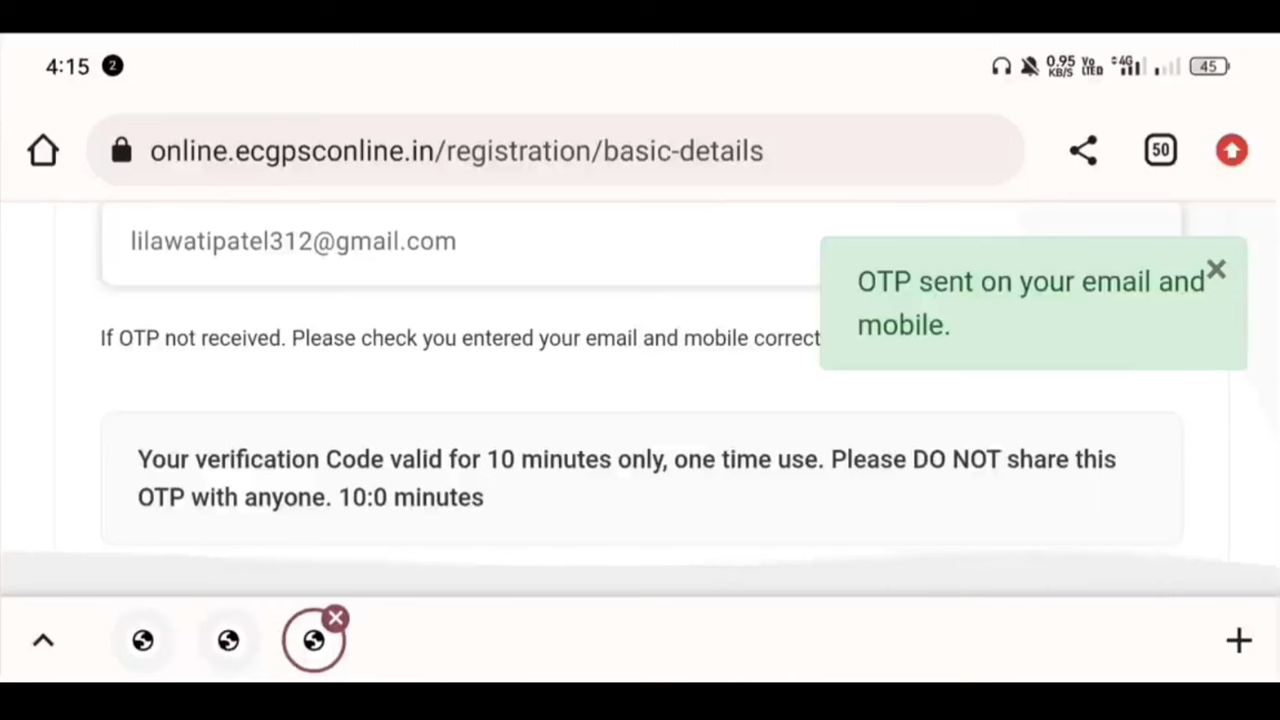 4:15 2 0.95 KB/S Vo LTED 4G 45
online.ecgpsconline.in/registration/basic-details 50
lilawatipatel312@gmail.com
OTP sent on your email and
mobile.
If OTP not received. Please check you entered your email and mobile correct
Your verification Code valid for 10 minutes only, one time use. Please DO NOT share this
OTP with anyone. 10:0 minutes